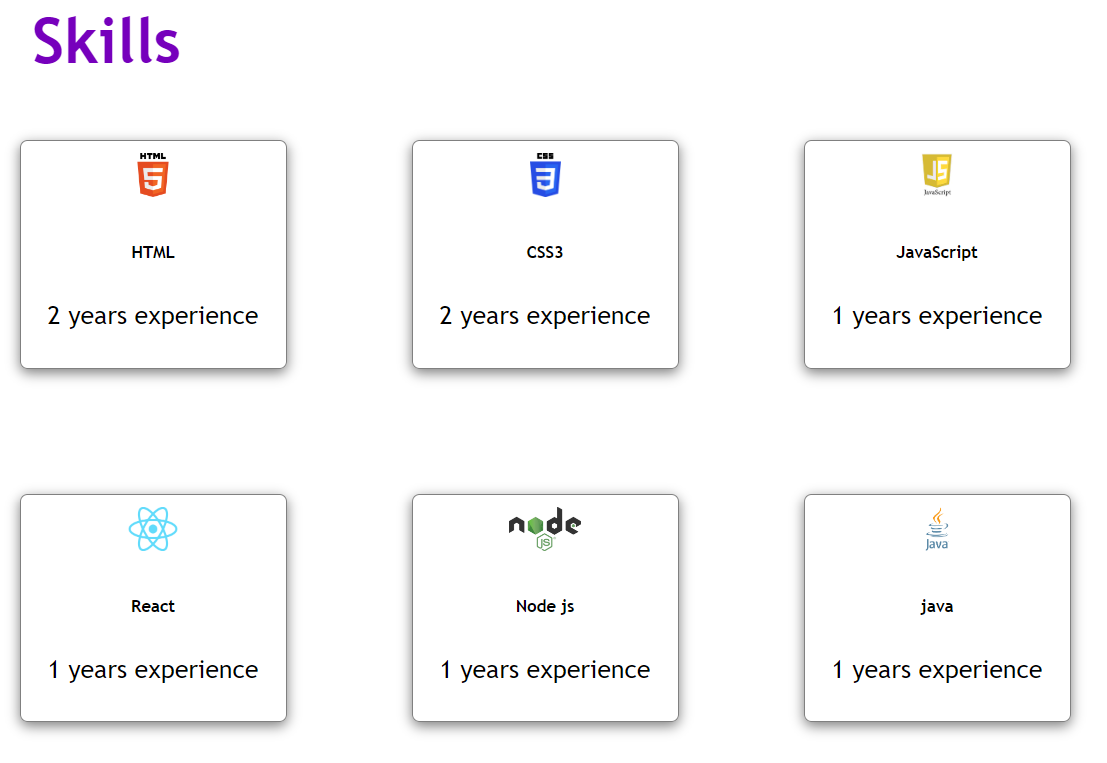 Skills
HTML
5
CSS
3
JS
JavaScript
HTML
CSS3
JavaScript
2 years experience
2 years experience
1 years experience
node
JS
Java
React
Node js
java
1 years experience
1 years experience
1 years experience